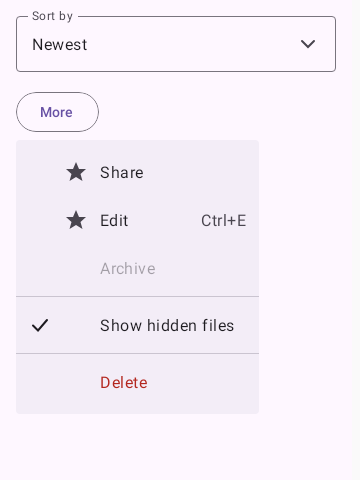 Sort by
Newest
More
Share
Edit Ctrl+E
Archive
Show hidden files
Delete